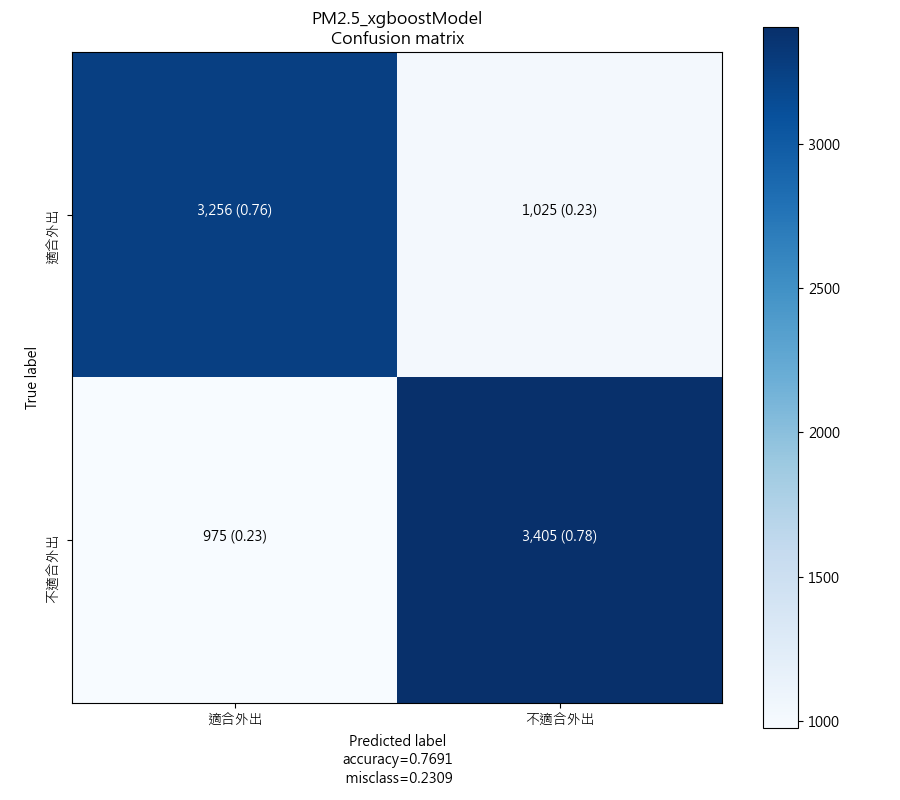 PM2.5_xgboostModel
Confusion matrix
3,256 (0.76)
1,025 (0.23)
975 (0.23)
3,405 (0.78)
True label
適合外出
不適合外出
適合外出
不適合外出
Predicted label
accuracy=0.7691
misclass=0.2309
3000
2500
2000
1500
1000